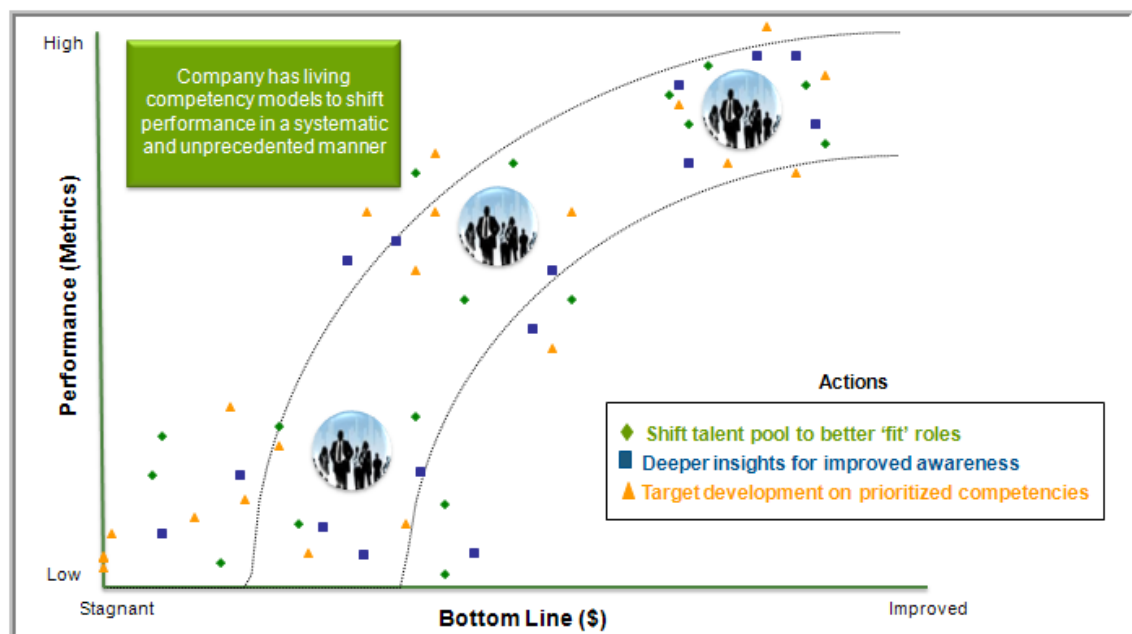 High
Company has living
competency models to shift
performance in a systematic
and unprecedented manner
Performance (Metrics)
Actions
Shift talent pool to better ‘fit’ roles
Deeper insights for improved awareness
Target development on prioritized competencies
Low
Stagnant
Bottom Line ($)
Improved